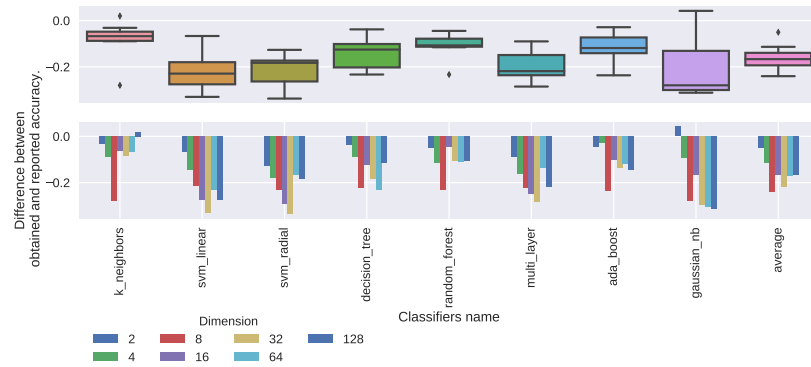 0.0
−0.2
0.0
−0.2
Difference between
obtained and reported accuracy.
k_neighbors
svm_linear
svm_radial
decision_tree
random_forest
multi_layer
ada_boost
gaussian_nb
average
Classifiers name
Dimension
2 8 32 128
4 16 64